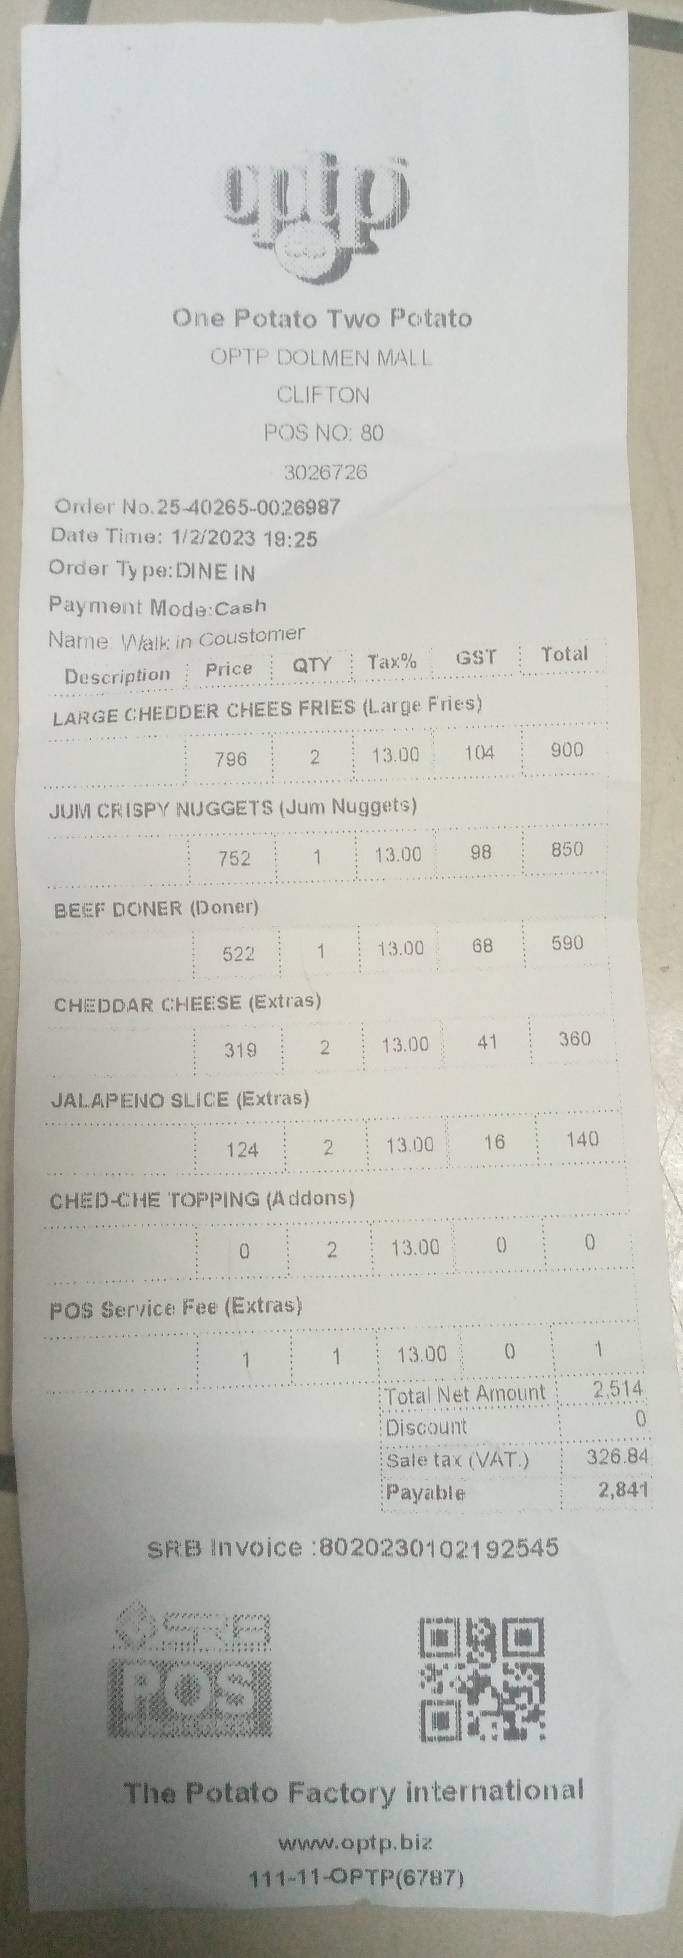 optp
One Potato Two Potato
OPTP DOLMEN MALL
CLIFTON
POS NO: 80
3026726
Order No.25-40265-0026987
Date Time: 1/2/2023 19:25
Order Type:DINE IN
Payment Mode:Cash
Name: Walk in Coustomer
Description Price QTY Tax% GST Total
LARGE CHEDDER CHEES FRIES (Large Fries)
796 2 13.00 104 900
JUM CRISPY NUGGETS (Jum Nuggets)
752 1 13.00 98 850
BEEF DONER (Doner)
522 1 13.00 68 590
CHEDDAR CHEESE (Extras)
319 2 13.00 41 360
JALAPENO SLICE (Extras)
124 2 13.00 16 140
CHED-CHE TOPPING (Addons)
0 2 13.00 0 0
POS Service Fee (Extras)
1 1 13.00 0 1
Total Net Amount 2,514
Discount 0
Sale tax (VAT.) 326.84
Payable 2,841
SRB Invoice :8020230102192545
SRB
POS
The Potato Factory international
www.optp.biz
111-11-OPTP(6787)